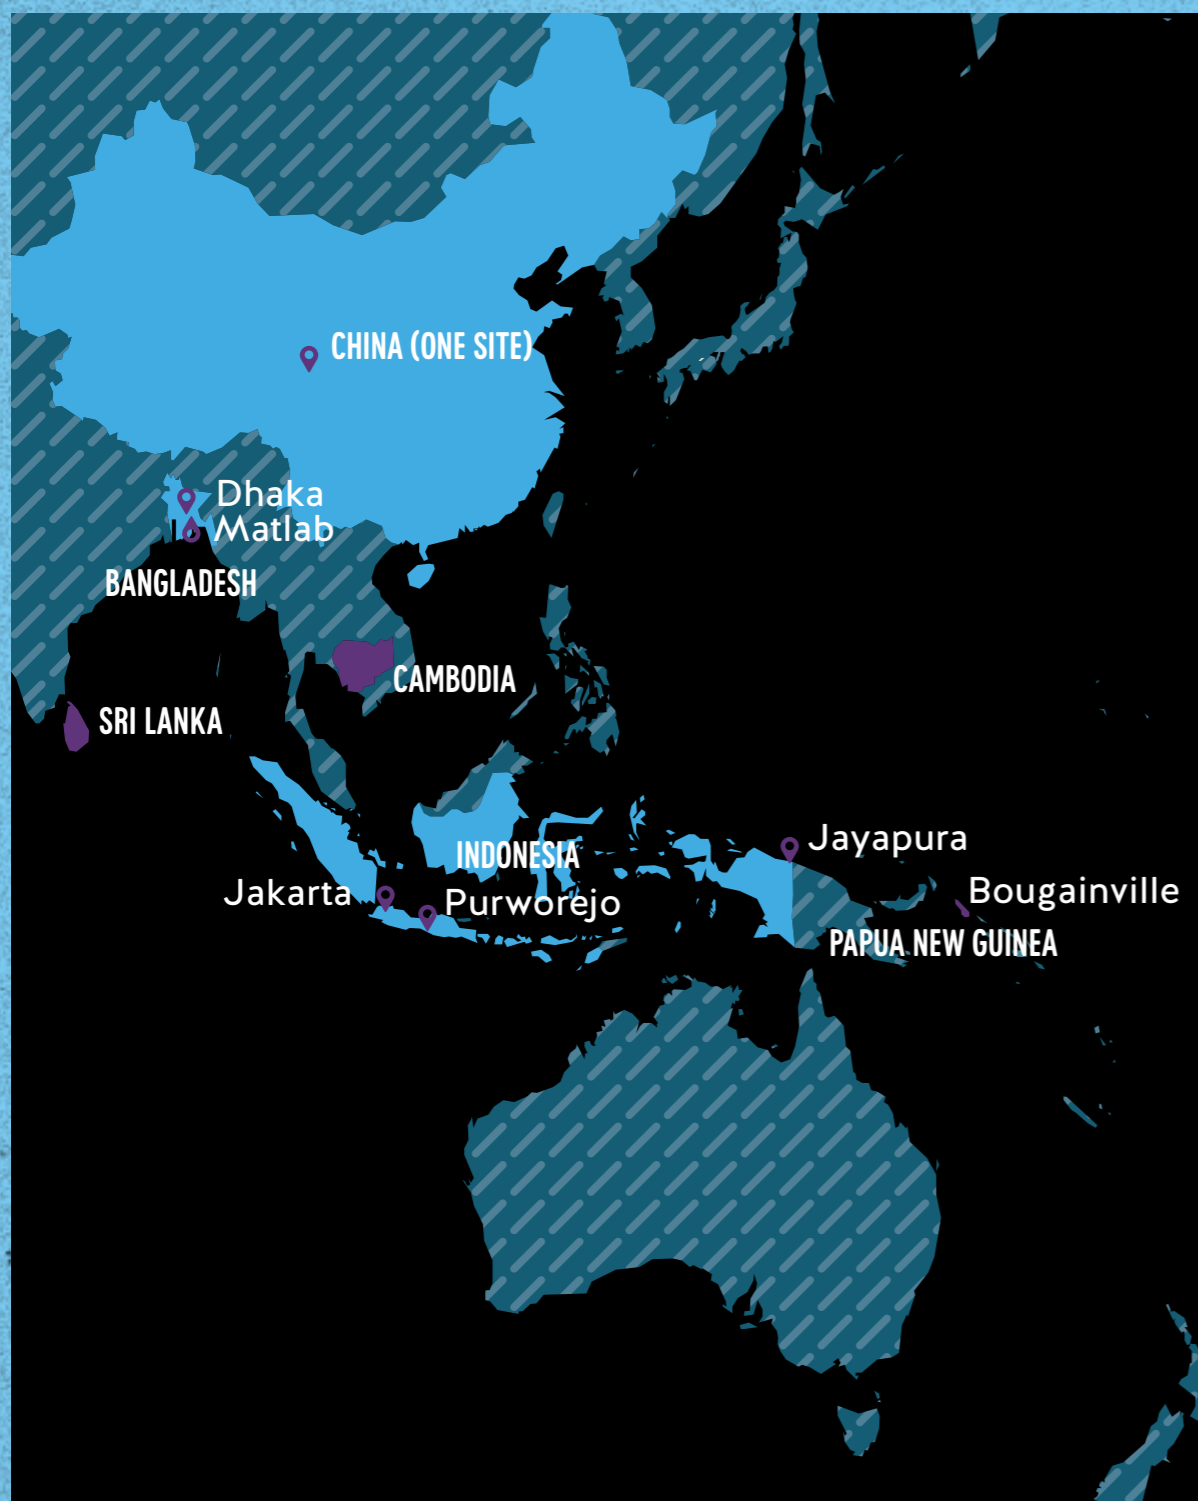 CHINA (ONE SITE)
Dhaka
Matlab
BANGLADESH
CAMBODIA
SRI LANKA
Jayapura
INDONESIA
Jakarta
Purworejo
Bougainville
PAPUA NEW GUINEA